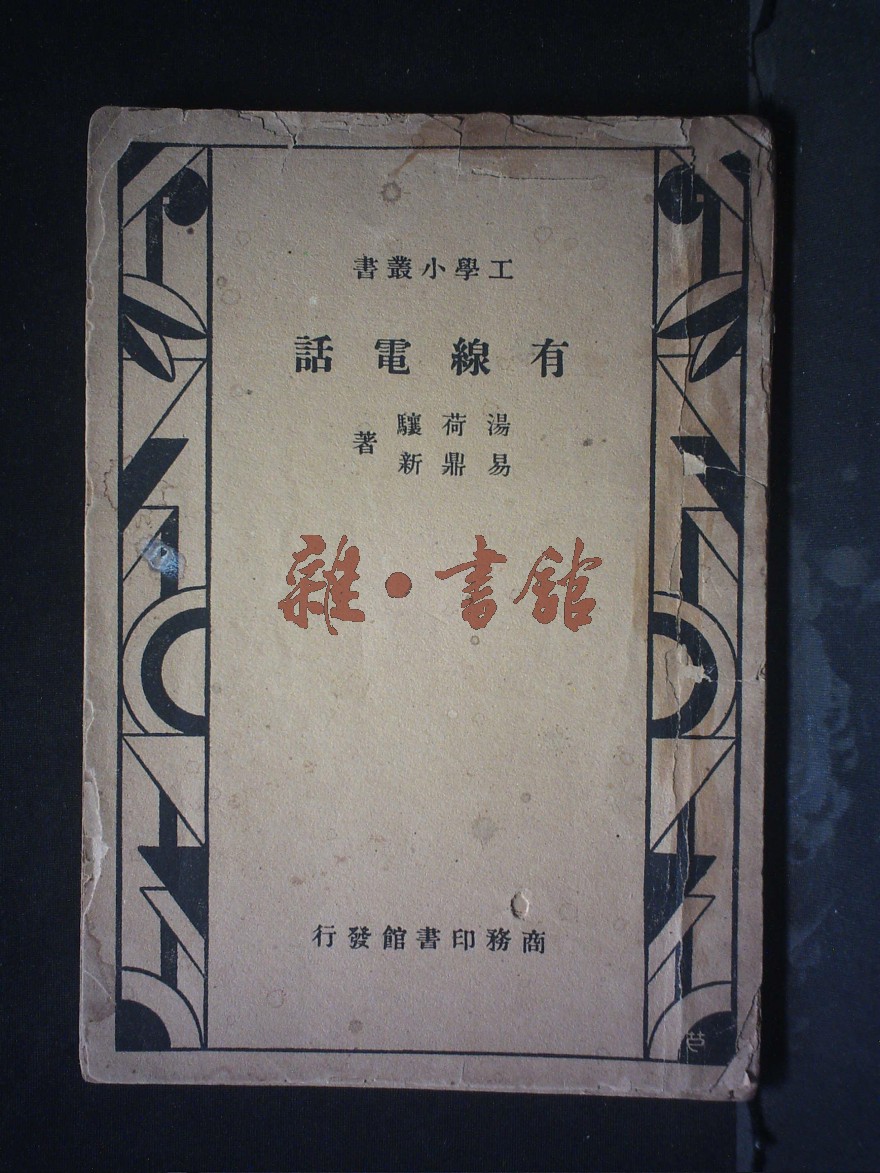 工學小叢書
有線電話
湯荷驤
易鼎新
著
雜·書館
商務印書館發行